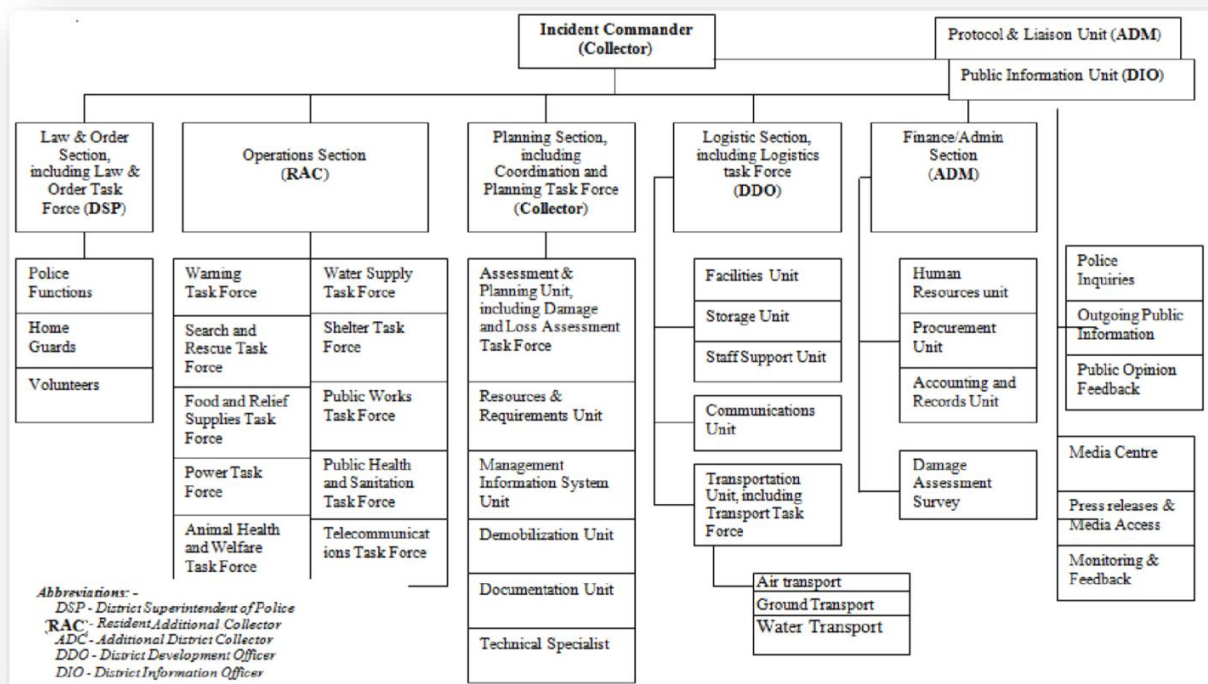 Incident Commander
(Collector)
Protocol & Liaison Unit (ADM)
Public Information Unit (DIO)
Law & Order
Section,
including Law &
Order Task
Force (DSP)
Operations Section
(RAC)
Planning Section,
including
Coordination and
Planning Task Force
(Collector)
Logistic Section,
including Logistics
task Force
(DDO)
Finance/Admin
Section
(ADM)
Police
Functions
Home
Guards
Volunteers
Warning
Task Force
Search and
Rescue Task
Force
Food and Relief
Supplies Task
Force
Power Task
Force
Animal Health
and Welfare
Task Force
Water Supply
Task Force
Shelter Task
Force
Public Works
Task Force
Public Health
and Sanitation
Task Force
Telecommunicat
ions Task Force
Assessment &
Planning Unit,
including Damage
and Loss Assessment
Task Force
Resources &
Requirements Unit
Management
Information System
Unit
Demobilization Unit
Documentation Unit
Technical Specialist
Facilities Unit
Storage Unit
Staff Support Unit
Communications
Unit
Transportation
Unit, including
Transport Task
Force
Air transport
Ground Transport
Water Transport
Human
Resources unit
Procurement
Unit
Accounting and
Records Unit
Damage
Assessment
Survey
Police
Inquiries
Outgoing Public
Information
Public Opinion
Feedback
Media Centre
Press releases &
Media Access
Monitoring &
Feedback
Abbreviations: -
DSP - District Superintendent of Police
RAC - Resident Additional Collector
ADC - Additional District Collector
DDO - District Development Officer
DIO - District Information Officer